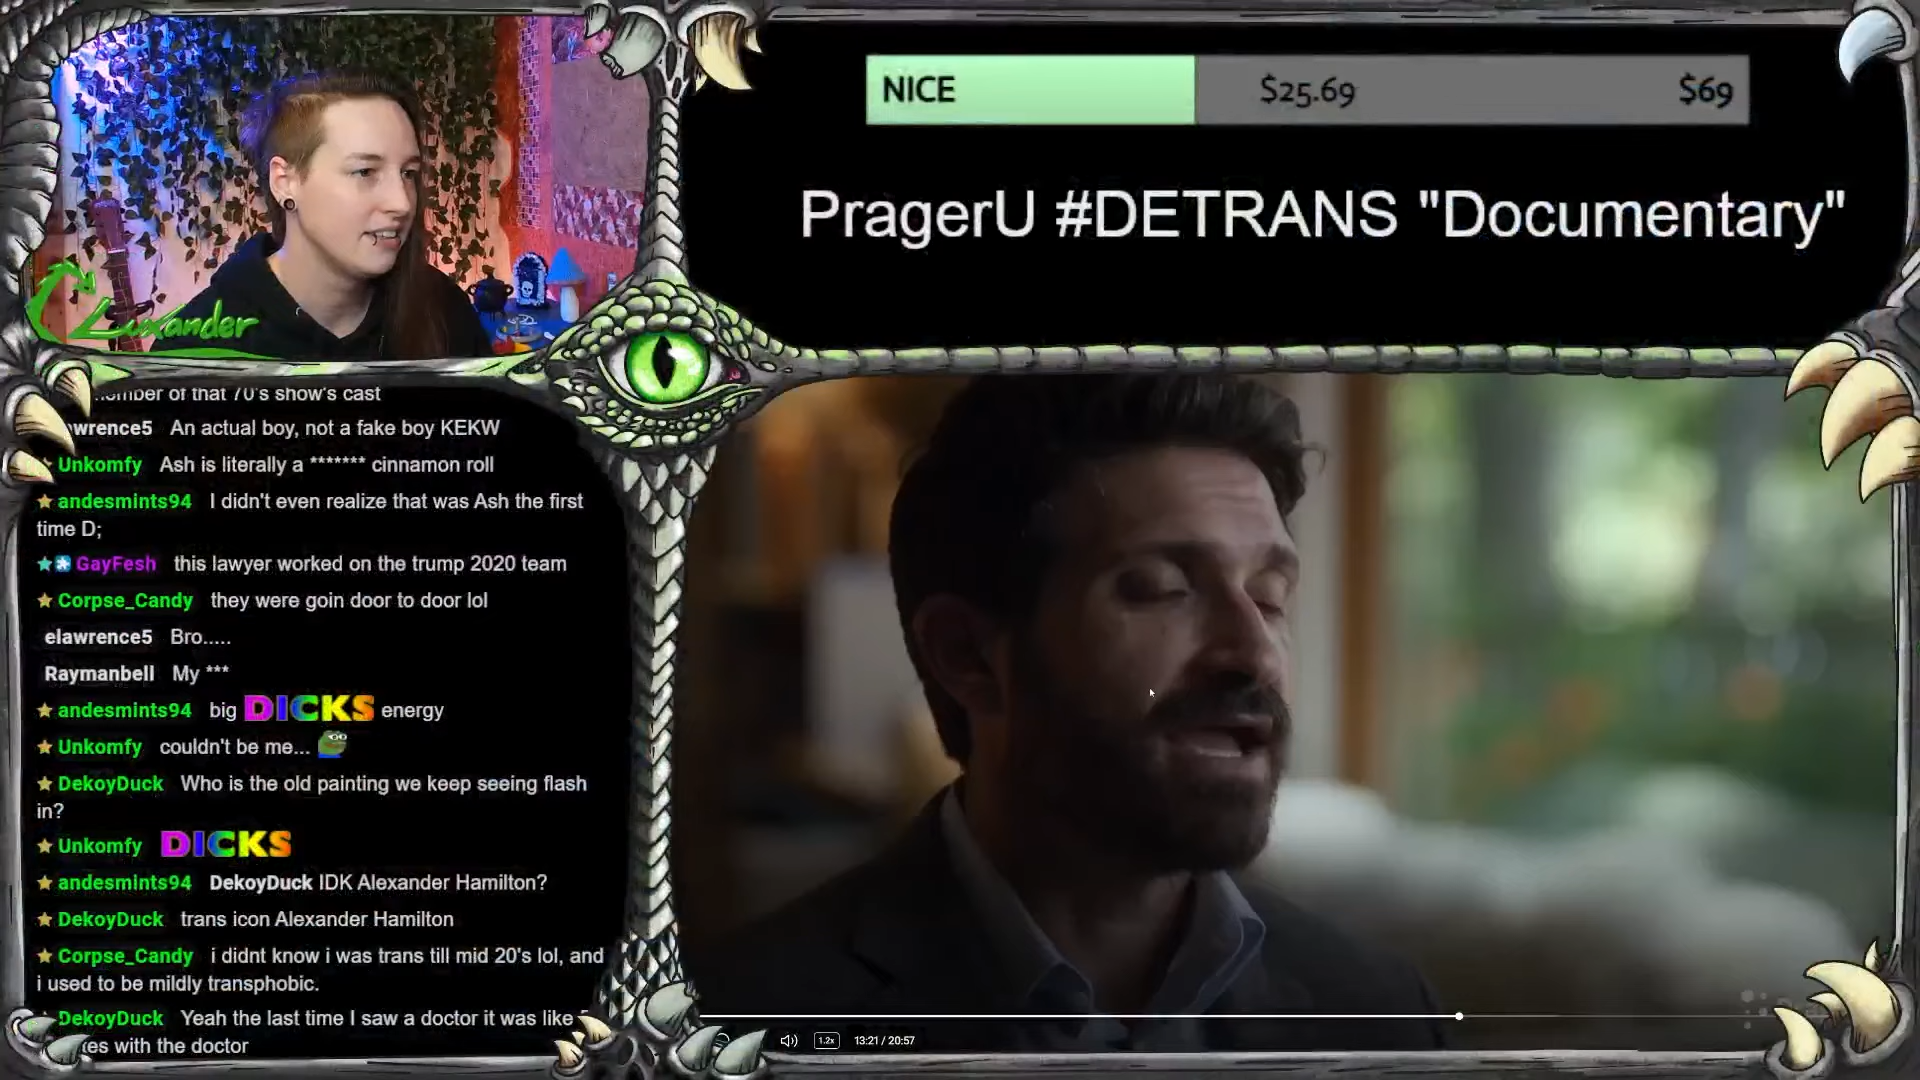 NICE $25.69 $69
PragerU #DETRANS "Documentary"
Luxander
of that 70's show's cast
An actual boy, not a fake boy KEKW
Unkomfy Ash is literally a ******* cinnamon roll
andesmints94 I didn't even realize that was Ash the first
time D;
GayFesh this lawyer worked on the trump 2020 team
Corpse_Candy they were goin door to door lol
elawrence5 Bro.....
Raymanbell My ***
andesmints94 big DICKS energy
Unkomfy couldn't be me...
DekoyDuck Who is the old painting we keep seeing flash
in?
Unkomfy DICKS
andesmints94 DekoyDuck IDK Alexander Hamilton?
DekoyDuck trans icon Alexander Hamilton
Corpse_Candy i didnt know i was trans till mid 20's lol, and
i used to be mildly transphobic.
DekoyDuck Yeah the last time I saw a doctor it was like
with the doctor
1.2x 13:21 / 20:57